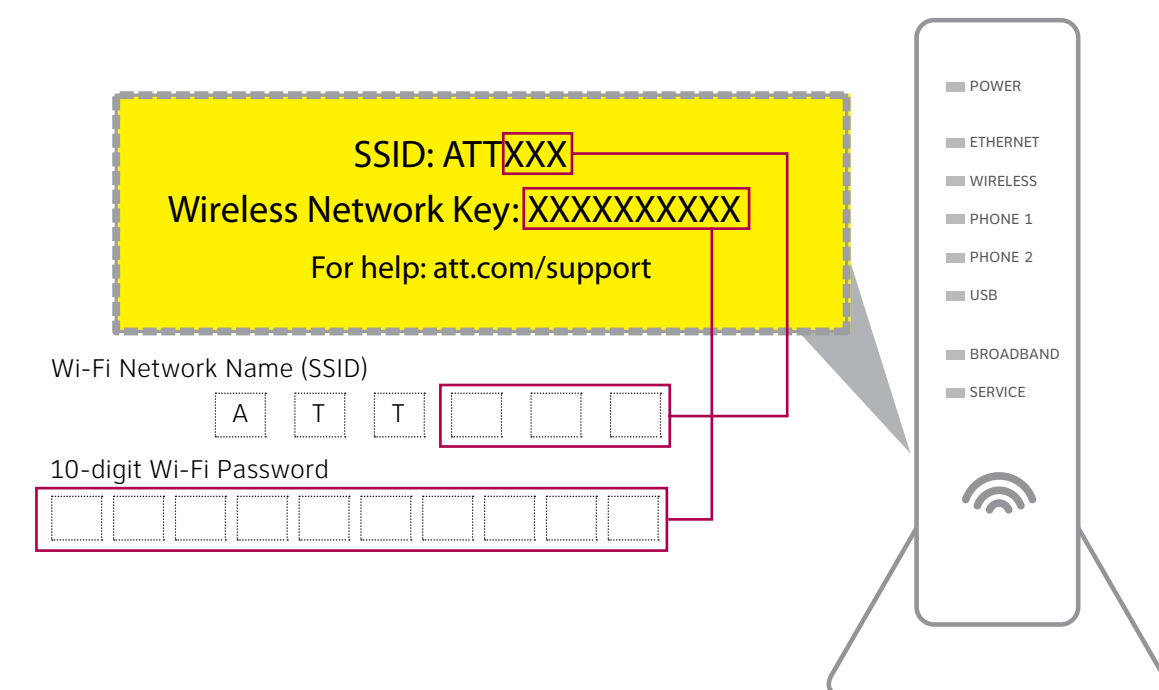 SSID: ATTXXX
Wireless Network Key: XXXXXXXXXX
For help: att.com/support
Wi-Fi Network Name (SSID)
A T T
10-digit Wi-Fi Password
POWER
ETHERNET
WIRELESS
PHONE 1
PHONE 2
USB
BROADBAND
SERVICE